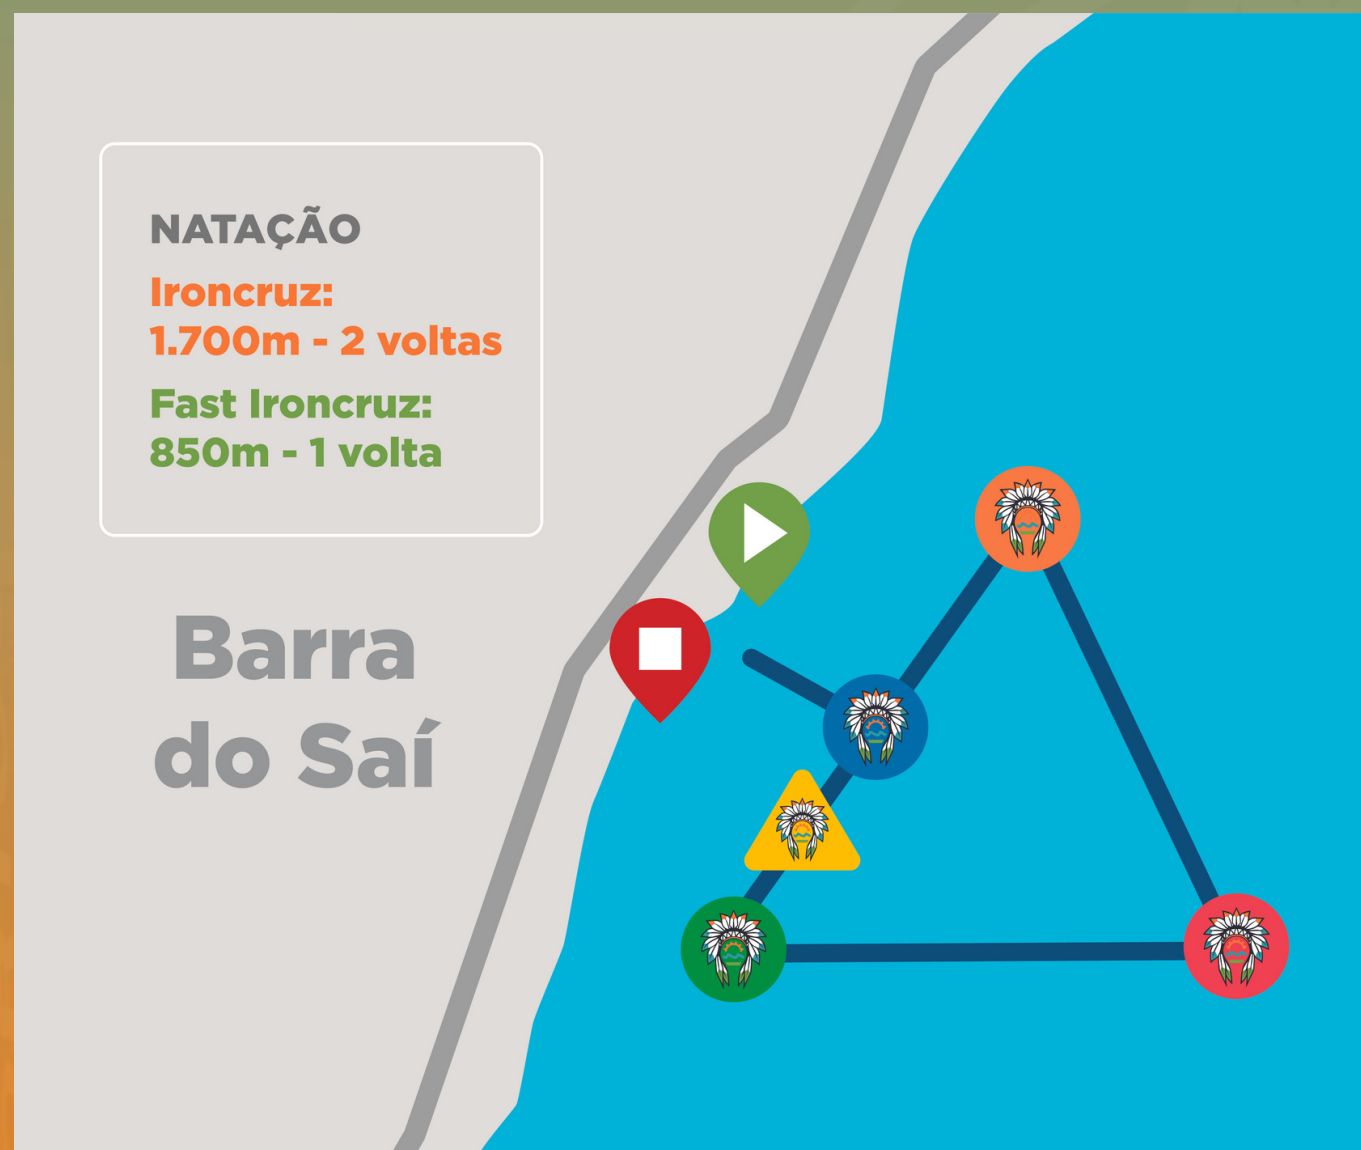 NATAÇÃO
Ironcruz:
1.700m - 2 voltas
Fast Ironcruz:
850m - 1 volta
Barra
do Saí